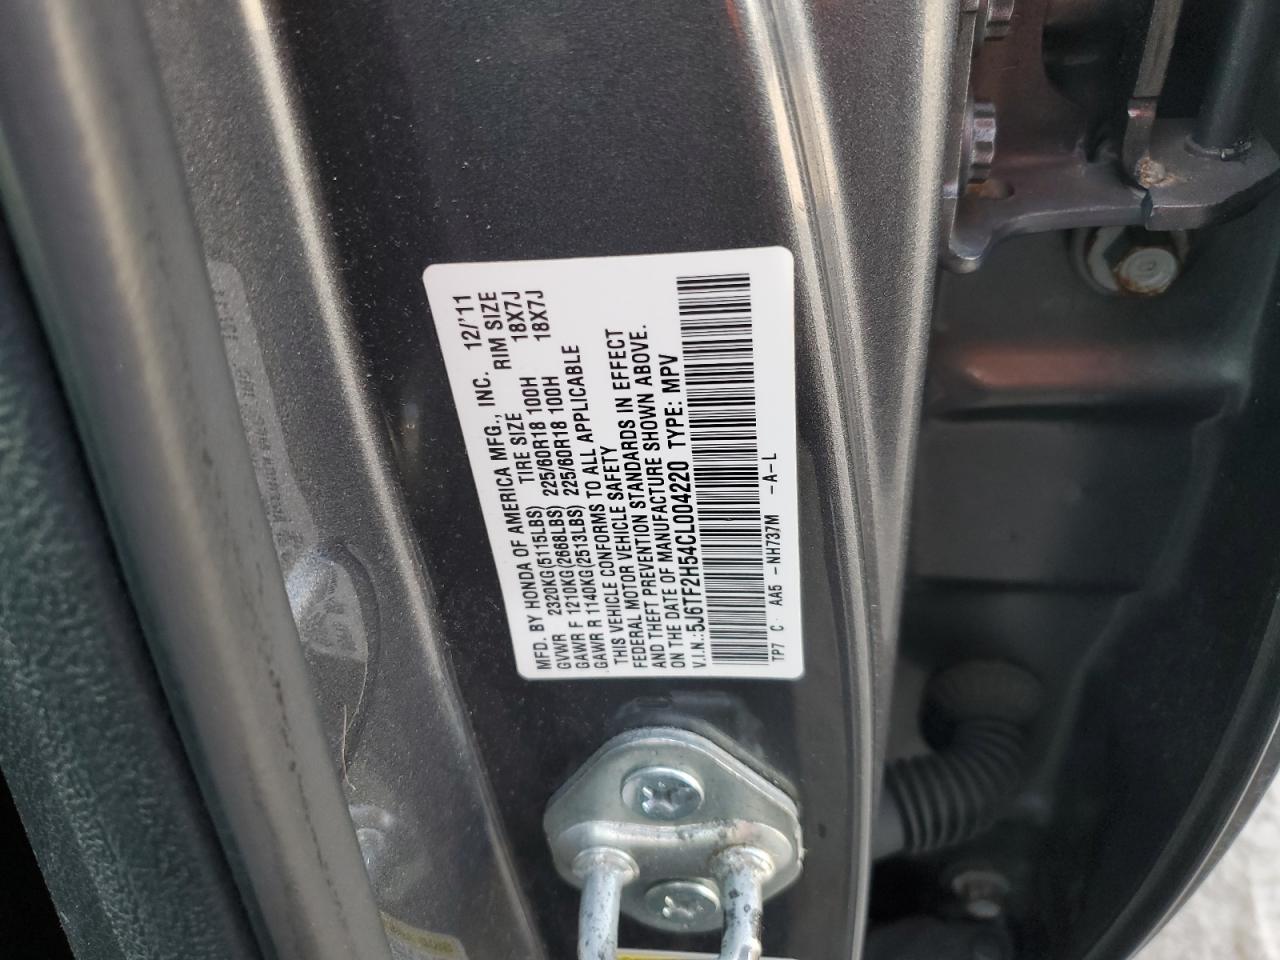 MFD. BY HONDA OF AMERICA MFG., INC. 12/'11
GVWR 2320KG(5115LBS) TIRE SIZE RIM SIZE
GAWR F 1210KG(2668LBS) 225/60R18 100H 18X7J
GAWR R 1140KG(2513LBS) 225/60R18 100H 18X7J
THIS VEHICLE CONFORMS TO ALL APPLICABLE
FEDERAL MOTOR VEHICLE SAFETY
AND THEFT PREVENTION STANDARDS IN EFFECT
ON THE DATE OF MANUFACTURE SHOWN ABOVE.
V.I.N.:5J6TF2H54CL004220 TYPE: MPV
TP7 C AA5 -NH737M -A-L